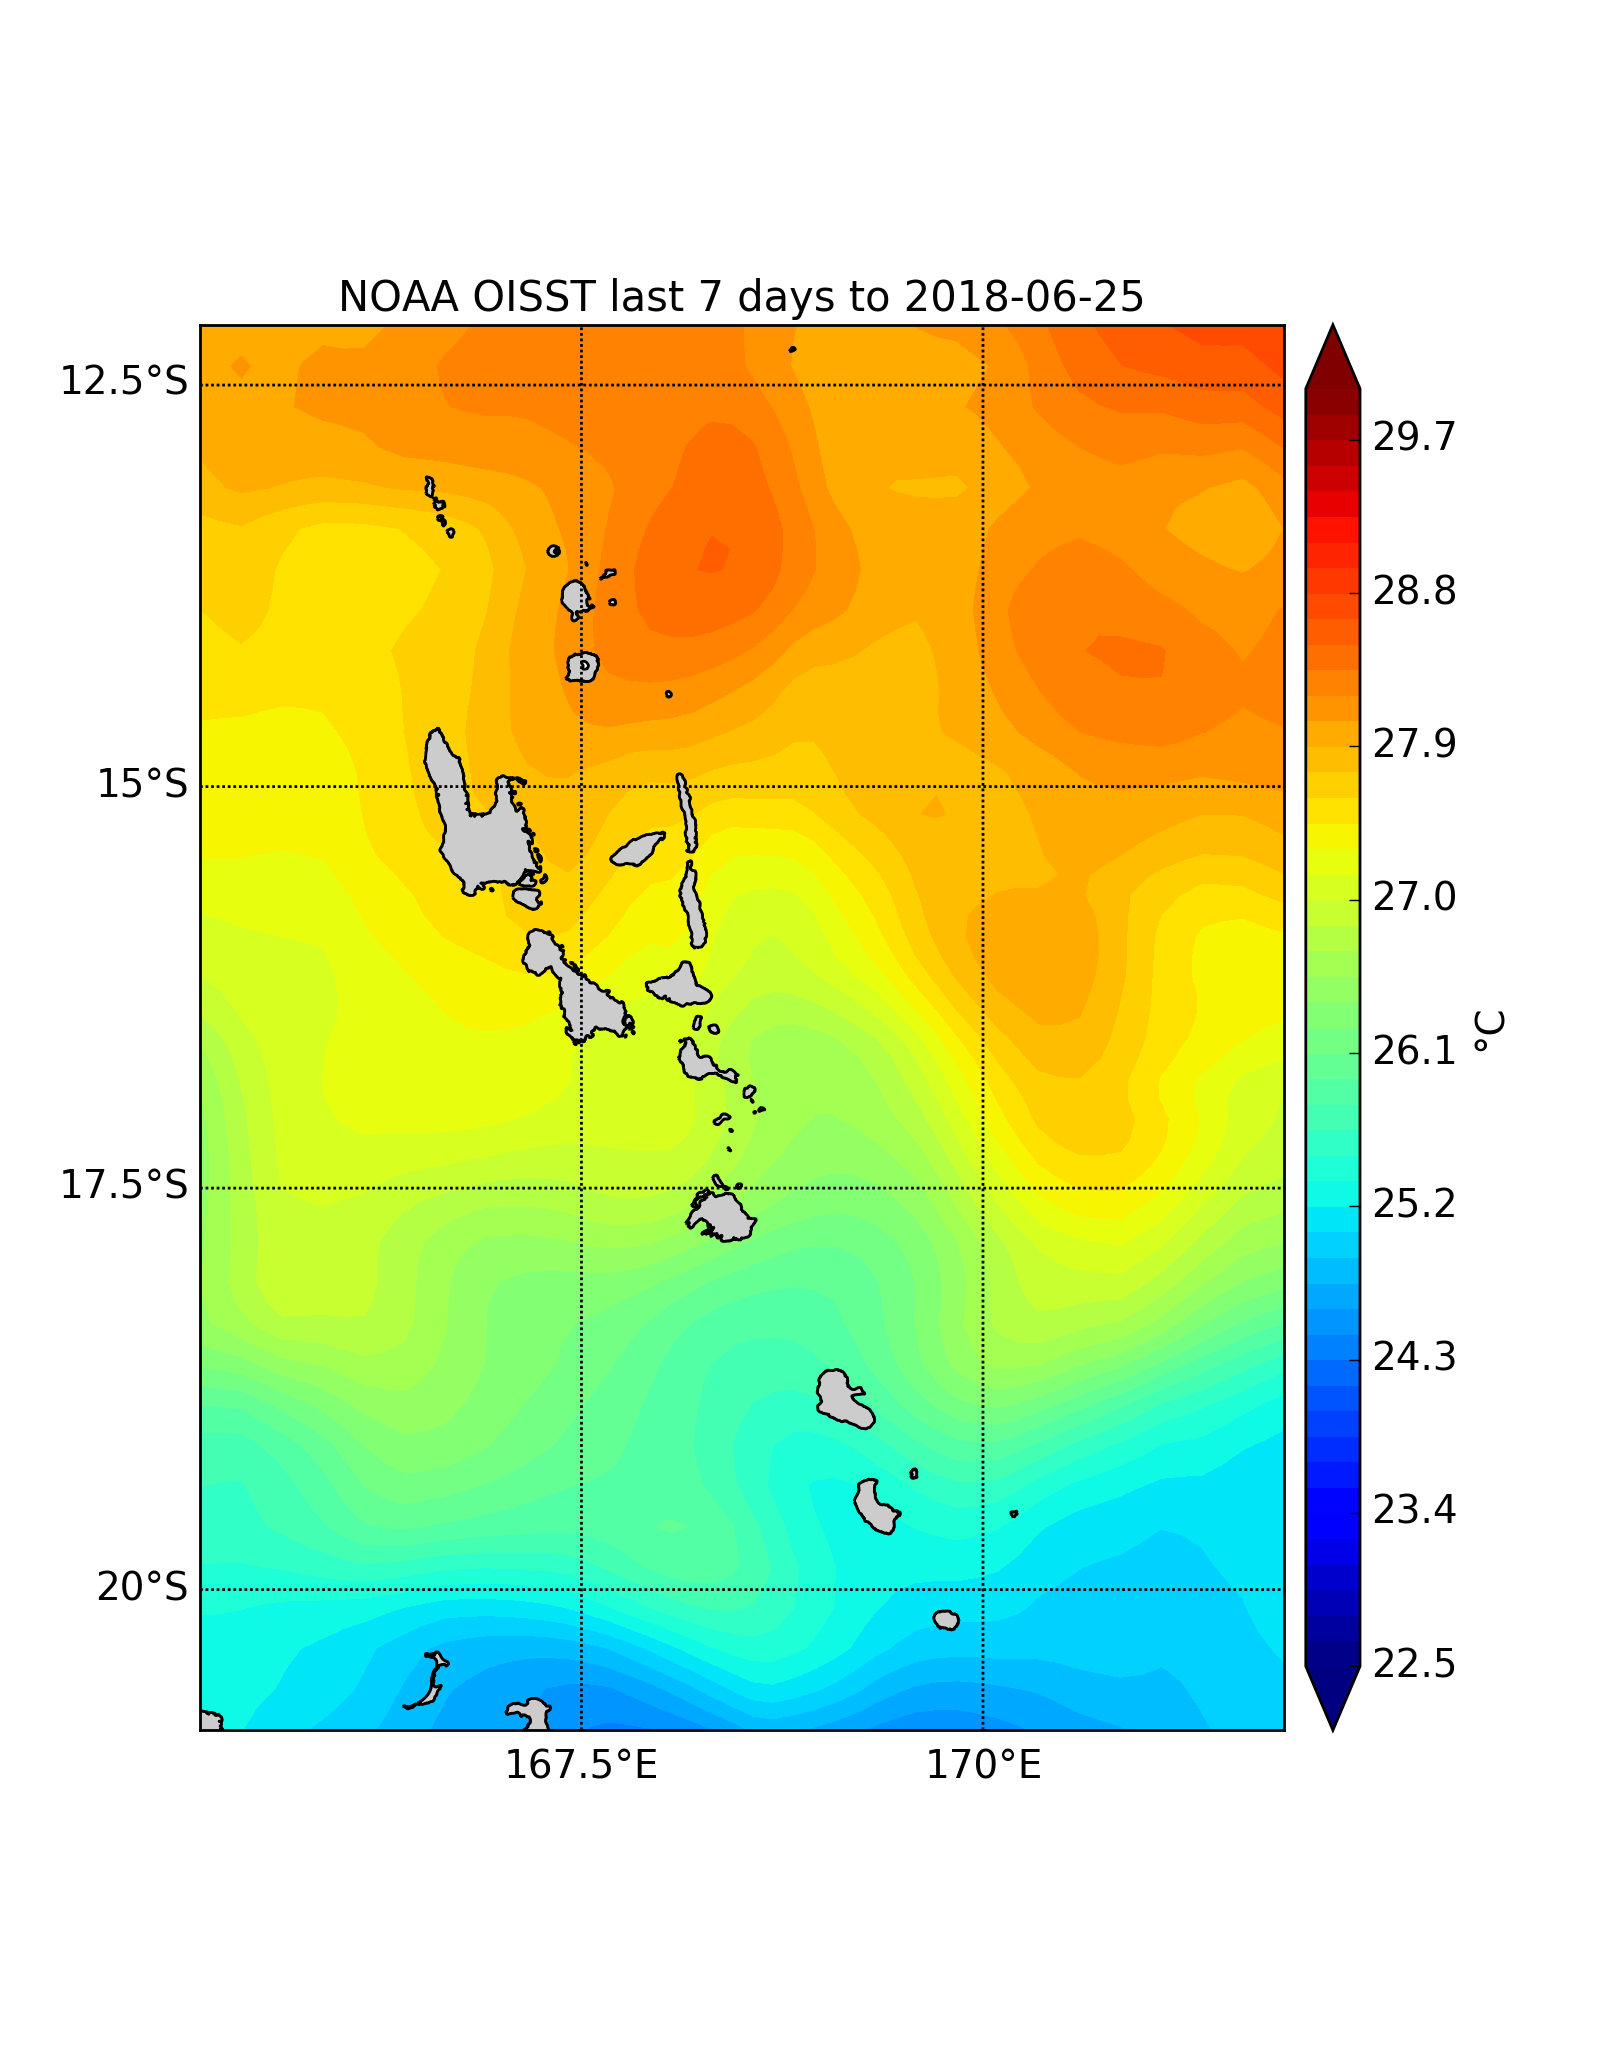 NOAA OISST last 7 days to 2018-06-25
12.5°S
15°S
17.5°S
20°S
167.5°E
170°E
29.7
28.8
27.9
27.0
26.1
25.2
24.3
23.4
22.5
°C